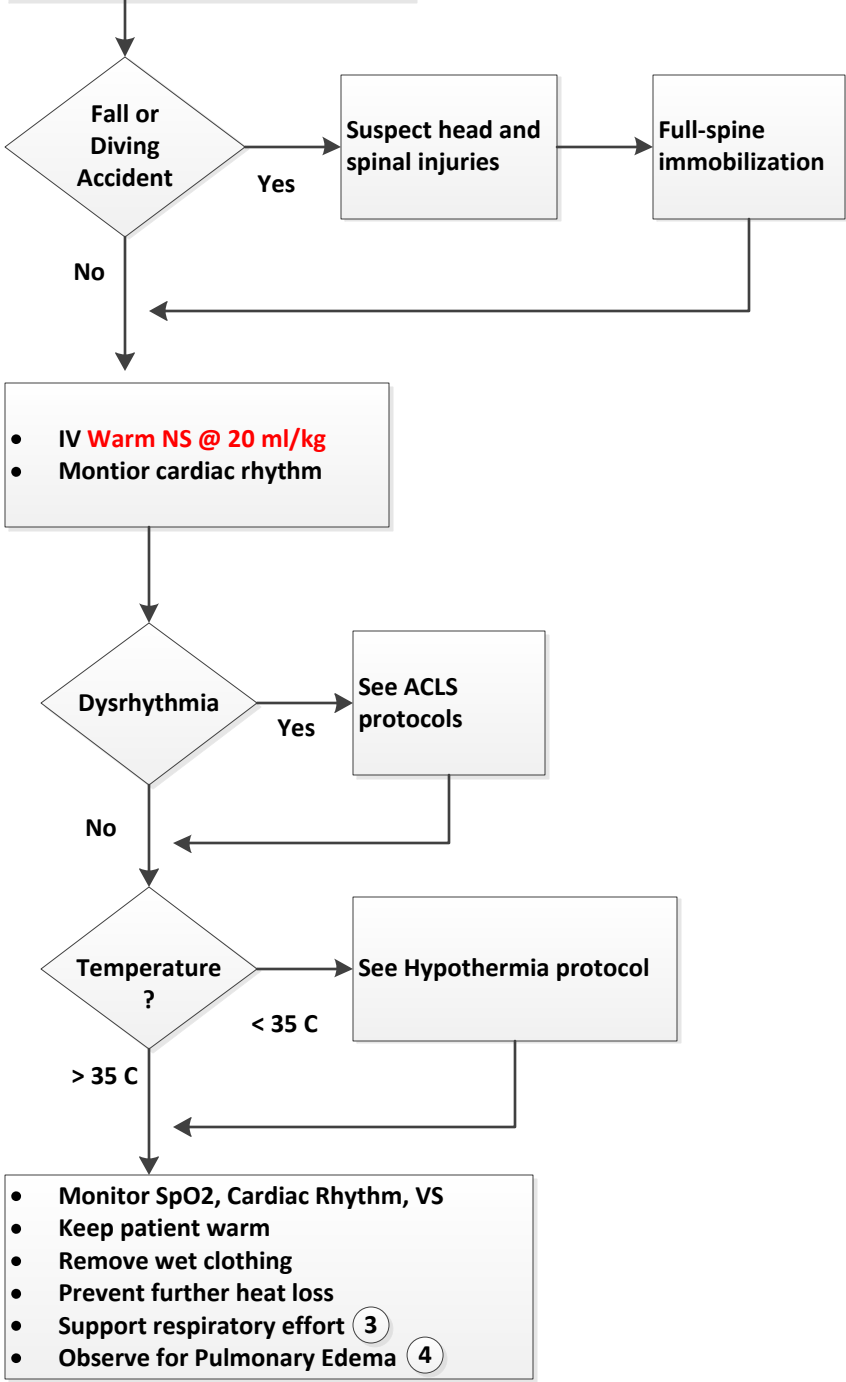 Fall or
Diving
Accident
Yes
Suspect head and
spinal injuries
Full-spine
immobilization
No
• IV Warm NS @ 20 ml/kg
• Montior cardiac rhythm
Dysrhythmia
Yes
See ACLS
protocols
No
Temperature
?
< 35 C
See Hypothermia protocol
> 35 C
• Monitor SpO2, Cardiac Rhythm, VS
• Keep patient warm
• Remove wet clothing
• Prevent further heat loss
• Support respiratory effort 3
• Observe for Pulmonary Edema 4